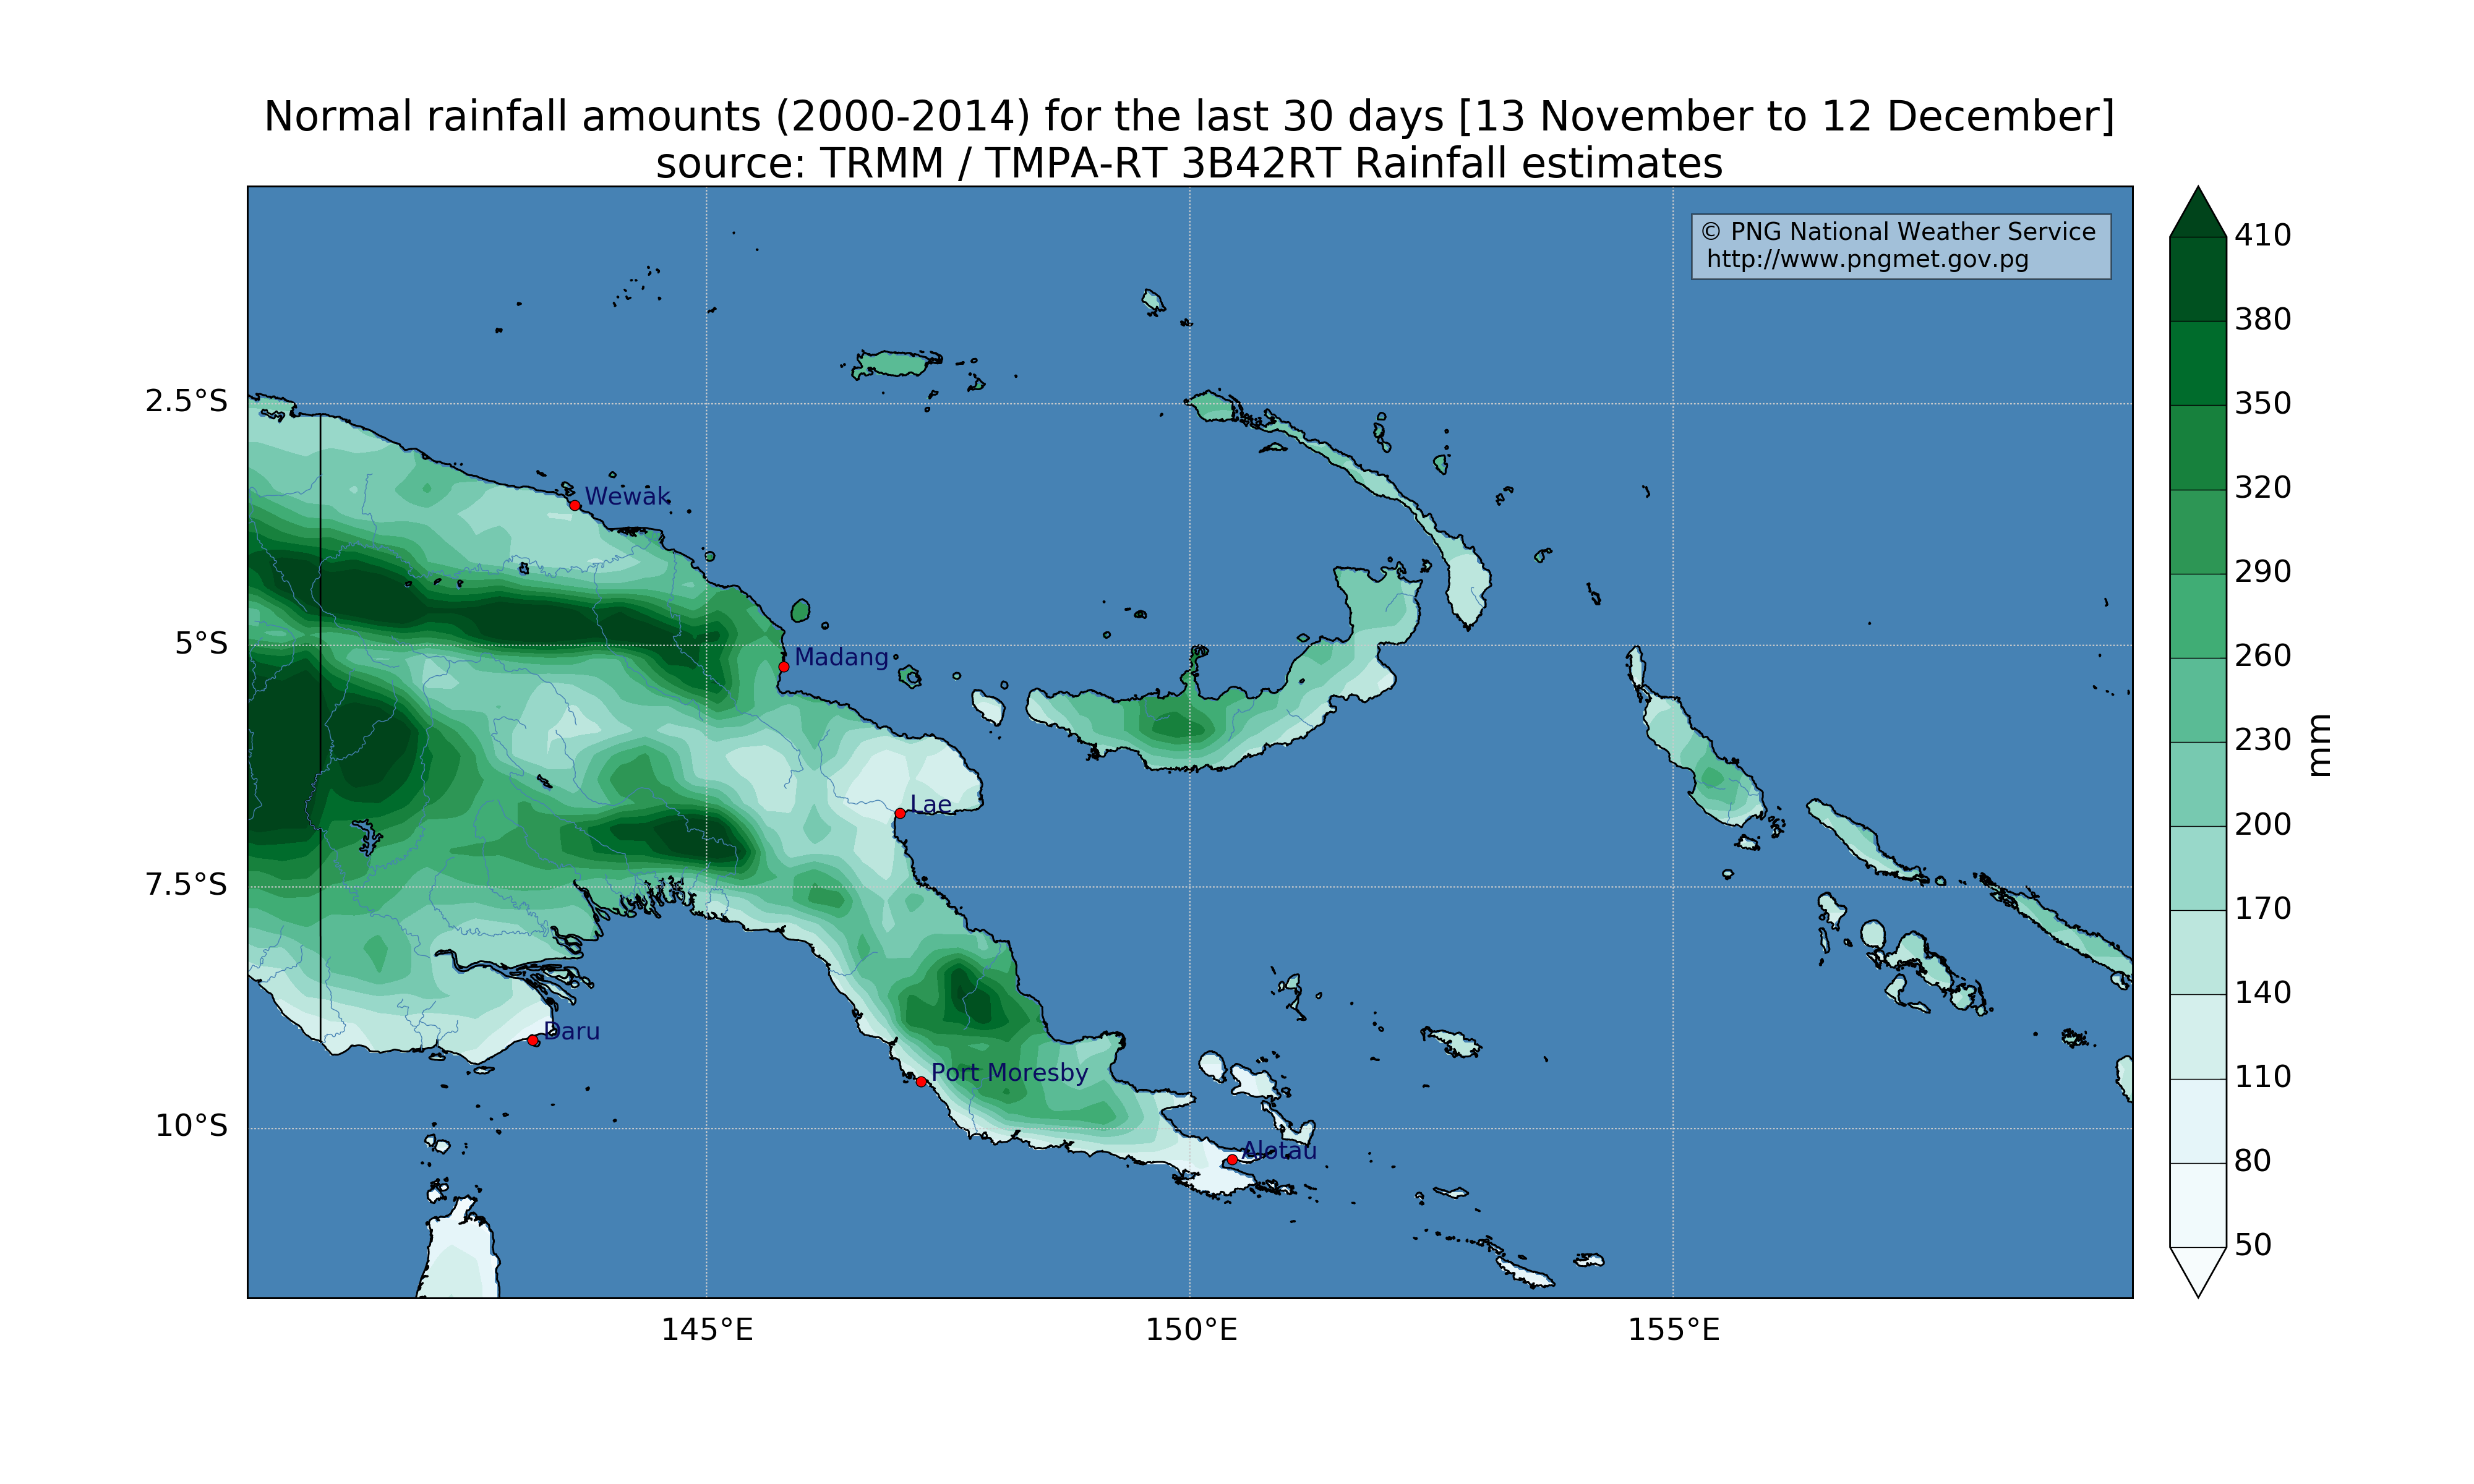 Normal rainfall amounts (2000-2014) for the last 30 days [13 November to 12 December]
source: TRMM / TMPA-RT 3B42RT Rainfall estimates
© PNG National Weather Service
http://www.pngmet.gov.pg
2.5°S
5°S
7.5°S
10°S
Wewak
Madang
Lae
Daru
Port Moresby
Alotau
145°E
150°E
155°E
410
380
350
320
290
260
230
200
170
140
110
80
50
mm